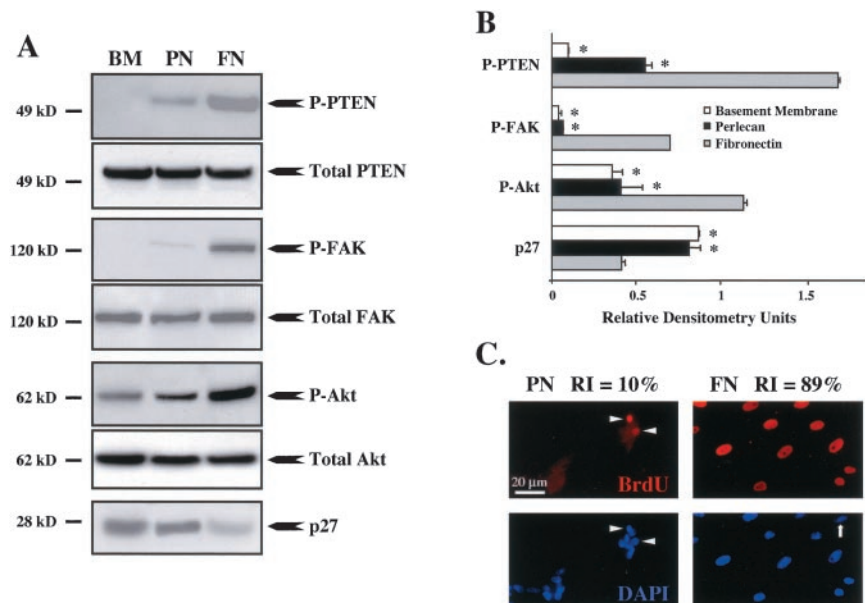 A
BM PN FN
49 kD P-PTEN
49 kD Total PTEN
120 kD P-FAK
120 kD Total FAK
62 kD P-Akt
62 kD Total Akt
28 kD p27
B
P-PTEN * *
P-FAK * *
P-Akt * *
p27 * *
Basement Membrane
Perlecan
Fibronectin
0 0.5 1 1.5
Relative Densitometry Units
C.
PN RI = 10% FN RI = 89%
20 µm BrdU
DAPI